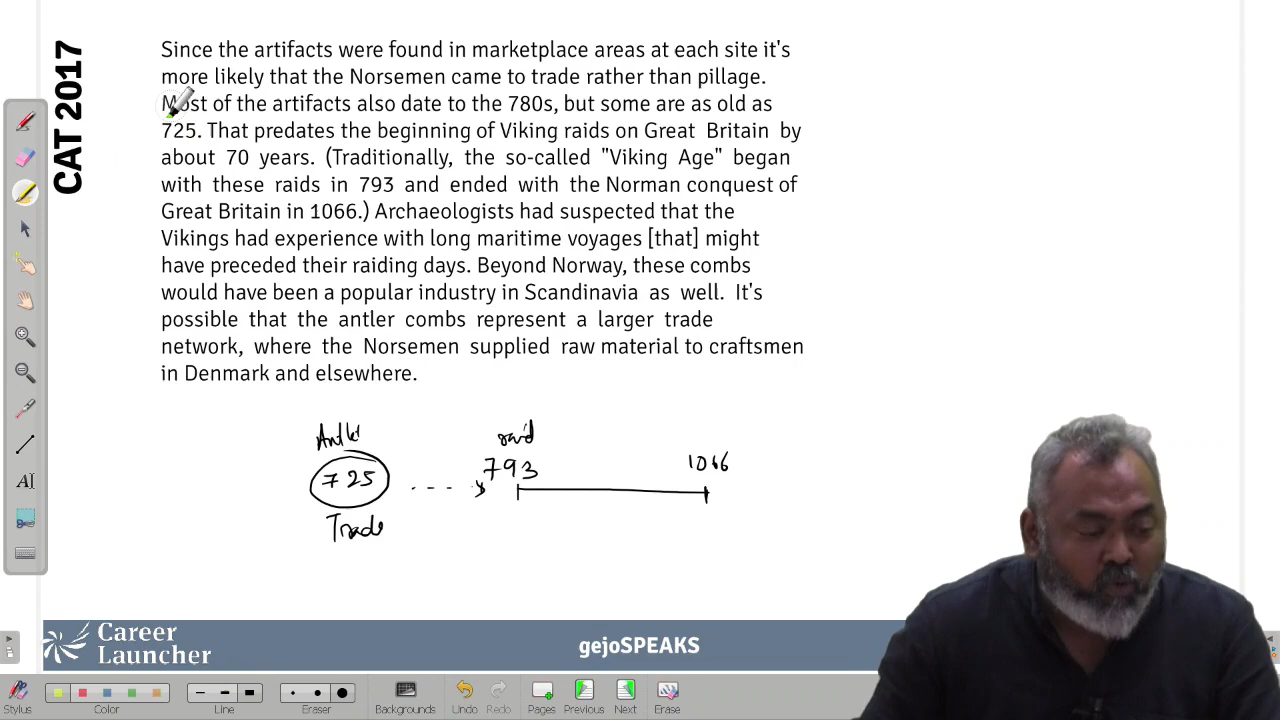 CAT 2017
Since the artifacts were found in marketplace areas at each site it's
more likely that the Norsemen came to trade rather than pillage.
Most of the artifacts also date to the 780s, but some are as old as
725. That predates the beginning of Viking raids on Great Britain by
about 70 years. (Traditionally, the so-called "Viking Age" began
with these raids in 793 and ended with the Norman conquest of
Great Britain in 1066.) Archaeologists had suspected that the
Vikings had experience with long maritime voyages [that] might
have preceded their raiding days. Beyond Norway, these combs
would have been a popular industry in Scandinavia as well. It's
possible that the antler combs represent a larger trade
network, where the Norsemen supplied raw material to craftsmen
in Denmark and elsewhere.
raid
725 793 1066
Trade
Career
Launcher
gejoSPEAKS
Stylus Color Line Eraser Backgrounds Undo Redo Pages Previous Next Erase